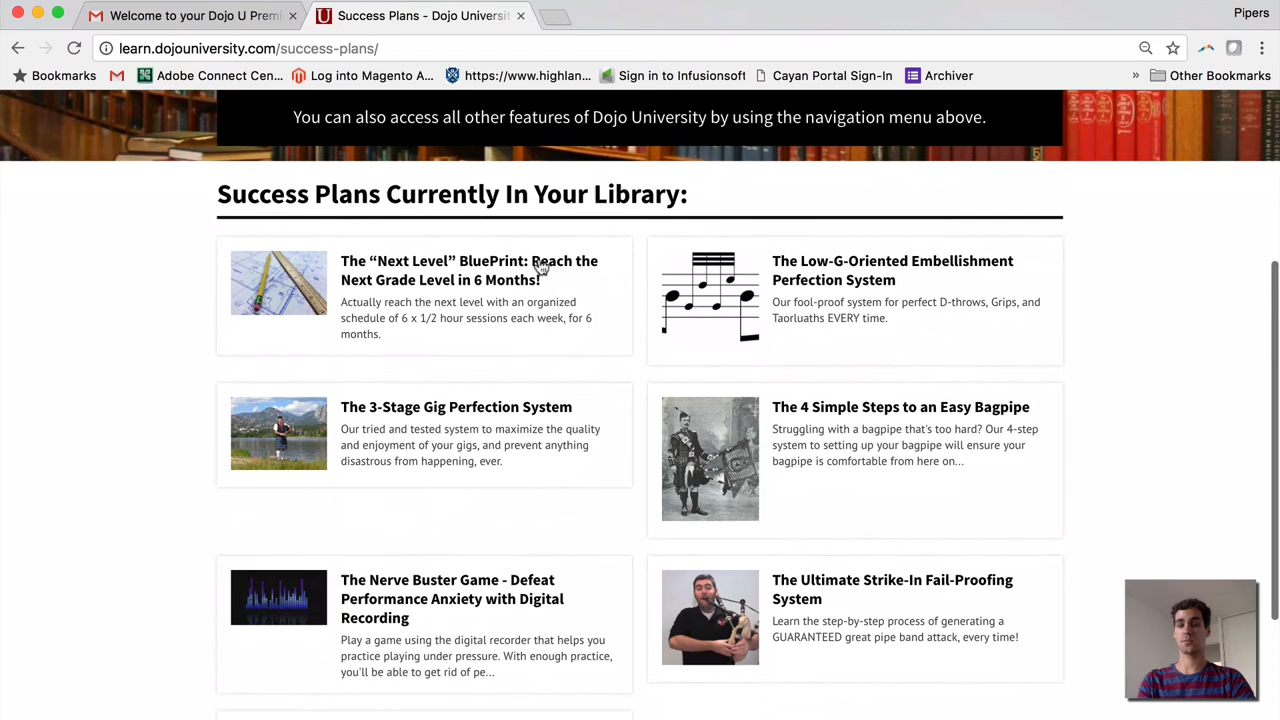 Welcome to your Dojo U Premi
Success Plans - Dojo Universit
Pipers
learn.dojouniversity.com/success-plans/
Bookmarks
Adobe Connect Cen...
Log into Magento A...
https://www.highlan...
Sign in to Infusionsoft
Cayan Portal Sign-In
Archiver
»
Other Bookmarks
You can also access all other features of Dojo University by using the navigation menu above.
Success Plans Currently In Your Library:
The “Next Level” BluePrint: Reach the
Next Grade Level in 6 Months!
Actually reach the next level with an organized
schedule of 6 x 1/2 hour sessions each week, for 6
months.
The Low-G-Oriented Embellishment
Perfection System
Our fool-proof system for perfect D-throws, Grips, and
Taorluaths EVERY time.
The 3-Stage Gig Perfection System
Our tried and tested system to maximize the quality
and enjoyment of your gigs, and prevent anything
disastrous from happening, ever.
The 4 Simple Steps to an Easy Bagpipe
Struggling with a bagpipe that's too hard? Our 4-step
system to setting up your bagpipe will ensure your
bagpipe is comfortable from here on...
The Nerve Buster Game - Defeat
Performance Anxiety with Digital
Recording
Play a game using the digital recorder that helps you
practice playing under pressure. With enough practice,
you'll be able to get rid of pe...
The Ultimate Strike-In Fail-Proofing
System
Learn the step-by-step process of generating a
GUARANTEED great pipe band attack, every time!